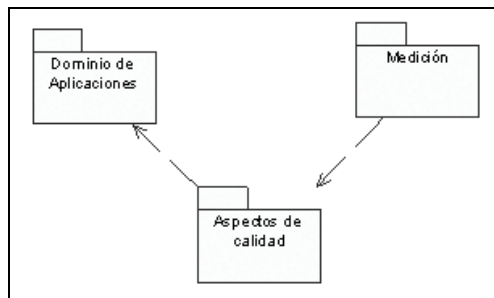 Dominio de
Aplicaciones
Medición
Aspectos de
calidad